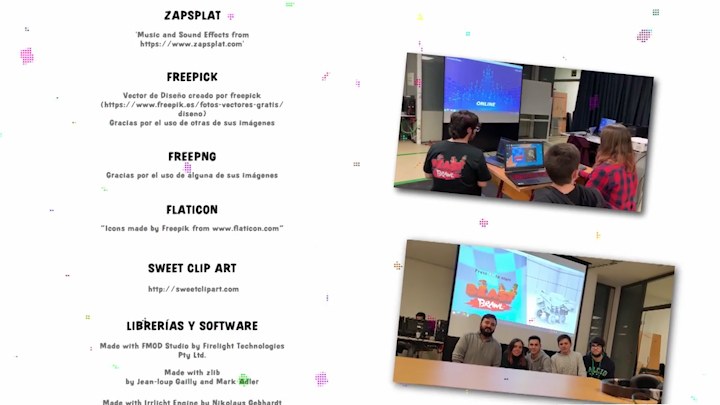 ZAPSPLAT
'Music and Sound Effects from
https://www.zapsplat.com'
FREEPICK
Vector de Diseño creado por freepick
(https://www.freepik.es/fotos-vectores-gratis/
diseno)
Gracias por el uso de otras de sus imágenes
FREEPNG
Gracias por el uso de alguna de sus imágenes
FLATICON
"Icons made by Freepik from www.flaticon.com"
SWEET CLIP ART
http://sweetclipart.com
LIBRERÍAS Y SOFTWARE
Made with FMOD Studio by Firelight Technologies
Pty Ltd.
Made with zlib
by Jean-loup Gailly and Mark Adler
Made with Irrlicht Engine by Nikolaus Gebhardt
ONLINE
BRAWL
BRAWL